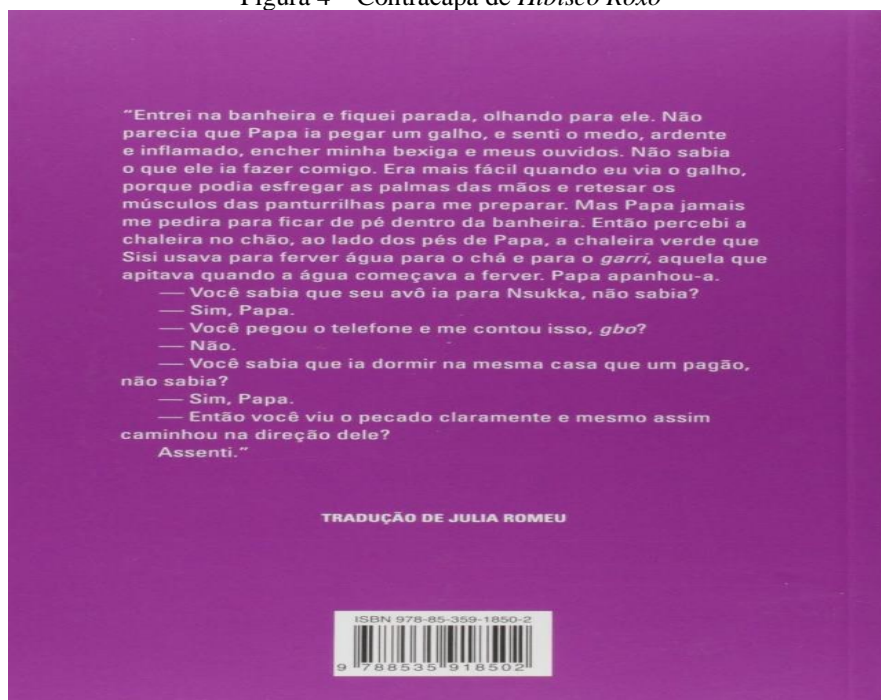 Figura 4 – Contracapa de Hibisco Roxo
"Entrei na banheira e fiquei parada, olhando para ele. Não
parecia que Papa ia pegar um galho, e senti o medo, ardente
e inflamado, encher minha bexiga e meus ouvidos. Não sabia
o que ele ia fazer comigo. Era mais fácil quando eu via o galho,
porque podia esfregar as palmas das mãos e retesar os
músculos das panturrilhas para me preparar. Mas Papa jamais
me pedira para ficar de pé dentro da banheira. Então percebi a
chaleira no chão, ao lado dos pés de Papa, a chaleira verde que
Sisi usava para ferver água para o chá e para o garri, aquela que
apitava quando a água começava a ferver. Papa apanhou-a.
— Você sabia que seu avô ia para Nsukka, não sabia?
— Sim, Papa.
— Você pegou o telefone e me contou isso, gbo?
— Não.
— Você sabia que ia dormir na mesma casa que um pagão,
não sabia?
— Sim, Papa.
— Então você viu o pecado claramente e mesmo assim
caminhou na direção dele?
Assenti."
TRADUÇÃO DE JULIA ROMEU
ISBN 978-85-359-1850-2
9 788535 918502